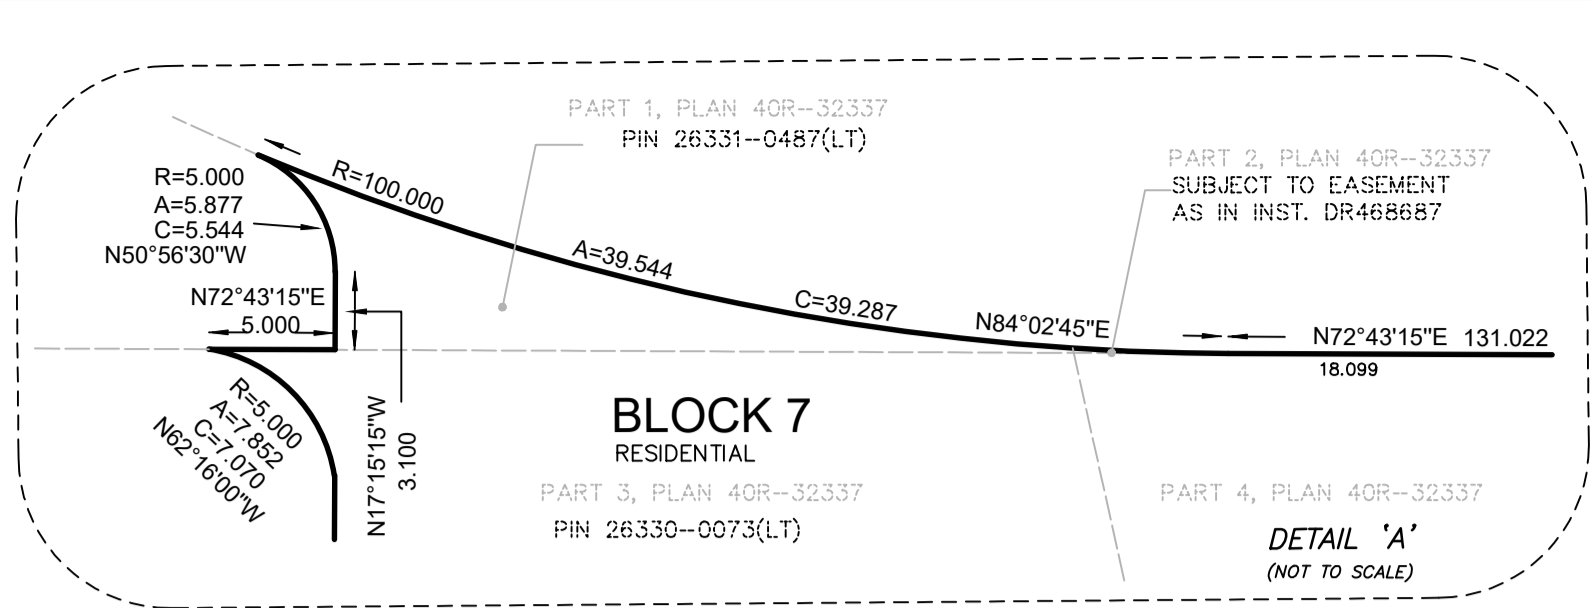 PART 1, PLAN 40R--32337
PIN 26331--0487(LT)
PART 2, PLAN 40R--32337
SUBJECT TO EASEMENT
AS IN INST. DR468687
R=5.000
A=5.877
C=5.544
N50°56'30"W
R=100.000
A=39.544
C=39.287
N84°02'45"E
N72°43'15"E 131.022
18.099
N72°43'15"E
5.000
N17°15'15"W
3.100
R=5.000
A=7.852
C=7.070
N62°16'00"W
BLOCK 7
RESIDENTIAL
PART 3, PLAN 40R--32337
PIN 26330--0073(LT)
PART 4, PLAN 40R--32337
DETAIL 'A'
(NOT TO SCALE)